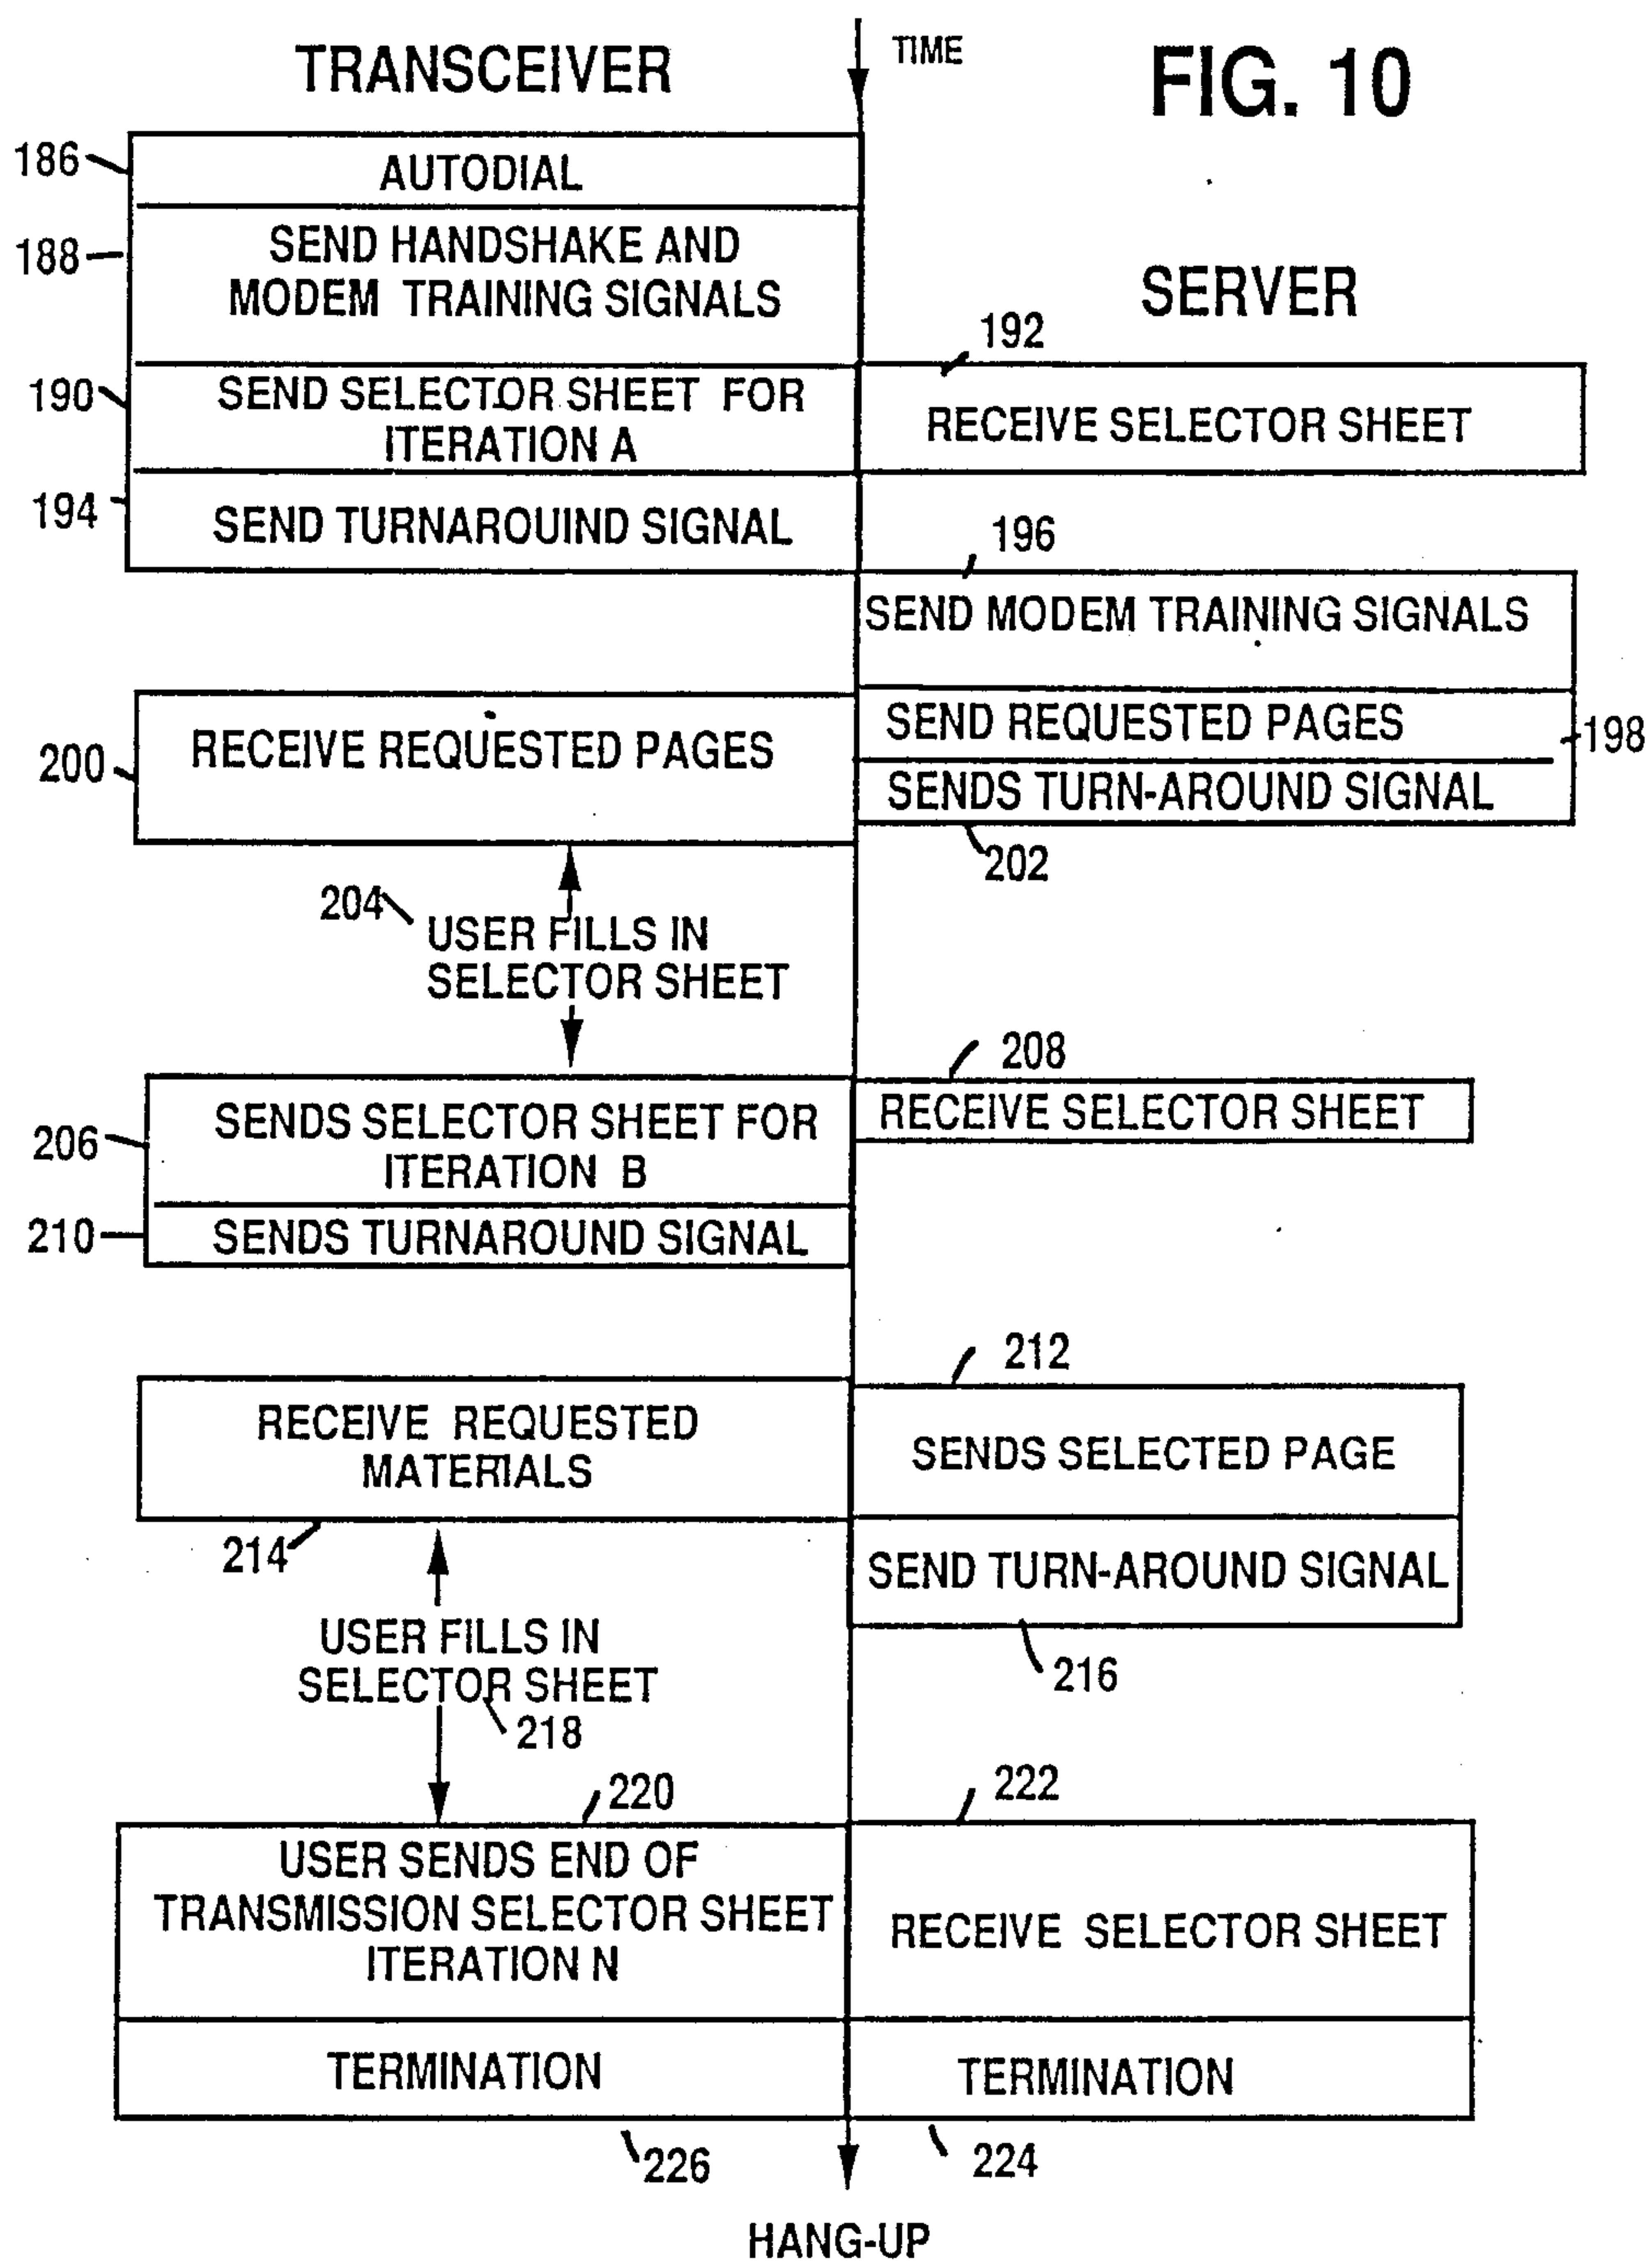 TRANSCEIVER
TIME
FIG. 10
186
AUTODIAL
188
SEND HANDSHAKE AND
MODEM TRAINING SIGNALS
SERVER
190
SEND SELECTOR SHEET FOR
ITERATION A
192
RECEIVE SELECTOR SHEET
194
SEND TURNAROUIND SIGNAL
196
SEND MODEM TRAINING SIGNALS
200
RECEIVE REQUESTED PAGES
SEND REQUESTED PAGES
198
SENDS TURN-AROUND SIGNAL
202
204
USER FILLS IN
SELECTOR SHEET
206
SENDS SELECTOR SHEET FOR
ITERATION B
208
RECEIVE SELECTOR SHEET
210
SENDS TURNAROUND SIGNAL
212
RECEIVE REQUESTED
MATERIALS
SENDS SELECTED PAGE
214
SEND TURN-AROUND SIGNAL
216
USER FILLS IN
SELECTOR SHEET
218
220
USER SENDS END OF
TRANSMISSION SELECTOR SHEET
ITERATION N
222
RECEIVE SELECTOR SHEET
TERMINATION
TERMINATION
226
224
HANG-UP